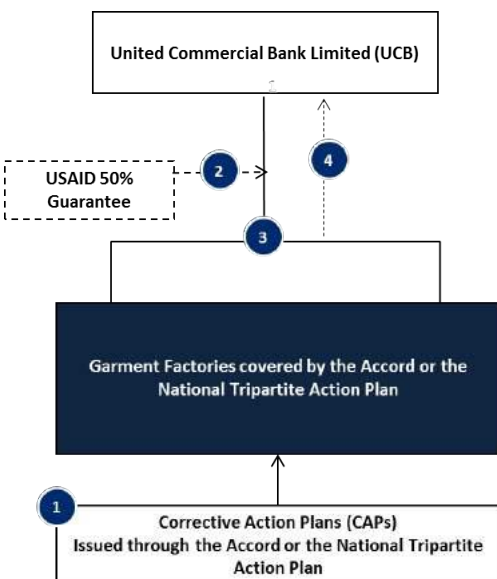 United Commercial Bank Limited (UCB)
2
4
USAID 50%
Guarantee
3
Garment Factories covered by the Accord or the
National Tripartite Action Plan
1
Corrective Action Plans (CAPs)
Issued through the Accord or the National Tripartite
Action Plan